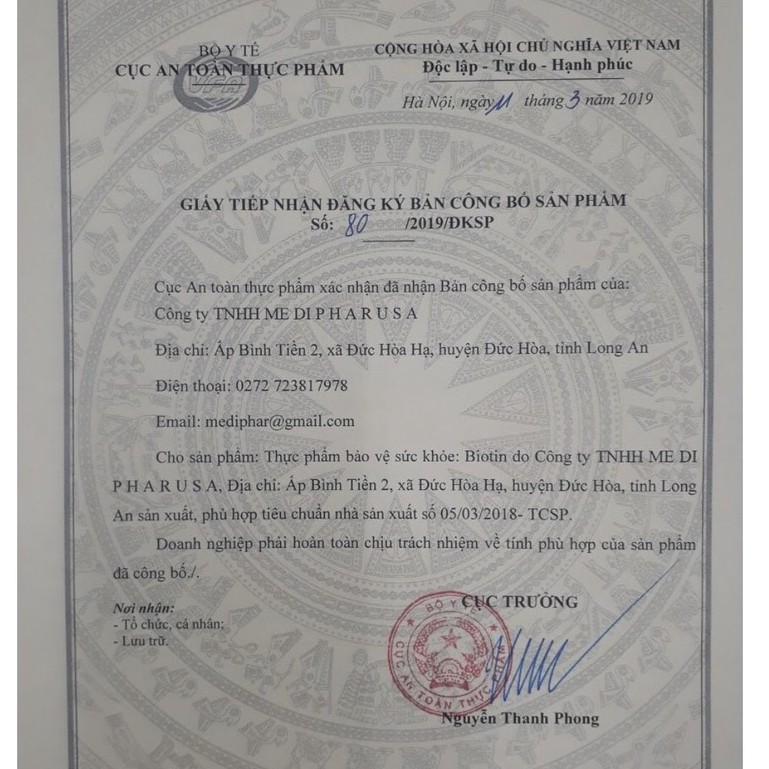 BỘ Y TẾ
CỤC AN TOÀN THỰC PHẨM
VFA
CỘNG HÒA XÃ HỘI CHỦ NGHĨA VIỆT NAM
Độc lập - Tự do - Hạnh phúc
Hà Nội, ngày 11 tháng 3 năm 2019
GIẤY TIẾP NHẬN ĐĂNG KÝ BẢN CÔNG BỐ SẢN PHẨM
Số: 80 /2019/ĐKSP
Cục An toàn thực phẩm xác nhận đã nhận Bản công bố sản phẩm của:
Công ty TNHH ME DI P H A R U S A
Địa chỉ: Ấp Bình Tiền 2, xã Đức Hòa Hạ, huyện Đức Hòa, tỉnh Long An
Điện thoại: 0272 723817978
Email: mediphar@gmail.com
Cho sản phẩm: Thực phẩm bảo vệ sức khỏe: Biotin do Công ty TNHH ME DI
P H A R U S A, Địa chỉ: Ấp Bình Tiền 2, xã Đức Hòa Hạ, huyện Đức Hòa, tỉnh Long
An sản xuất, phù hợp tiêu chuẩn nhà sản xuất số 05/03/2018- TCSP.
Doanh nghiệp phải hoàn toàn chịu trách nhiệm về tính phù hợp của sản phẩm
đã công bố./.
Nơi nhận:
- Tổ chức, cá nhân;
- Lưu trữ.
CỤC TRƯỞNG
BỘ Y TẾ
CỤC AN TOÀN THỰC PHẨM
Nguyễn Thanh Phong